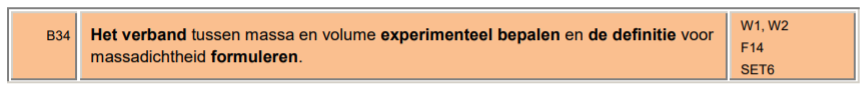 B34
Het verband tussen massa en volume experimenteel bepalen en de definitie voor
massadichtheid formuleren.
W1, W2
F14
SET6